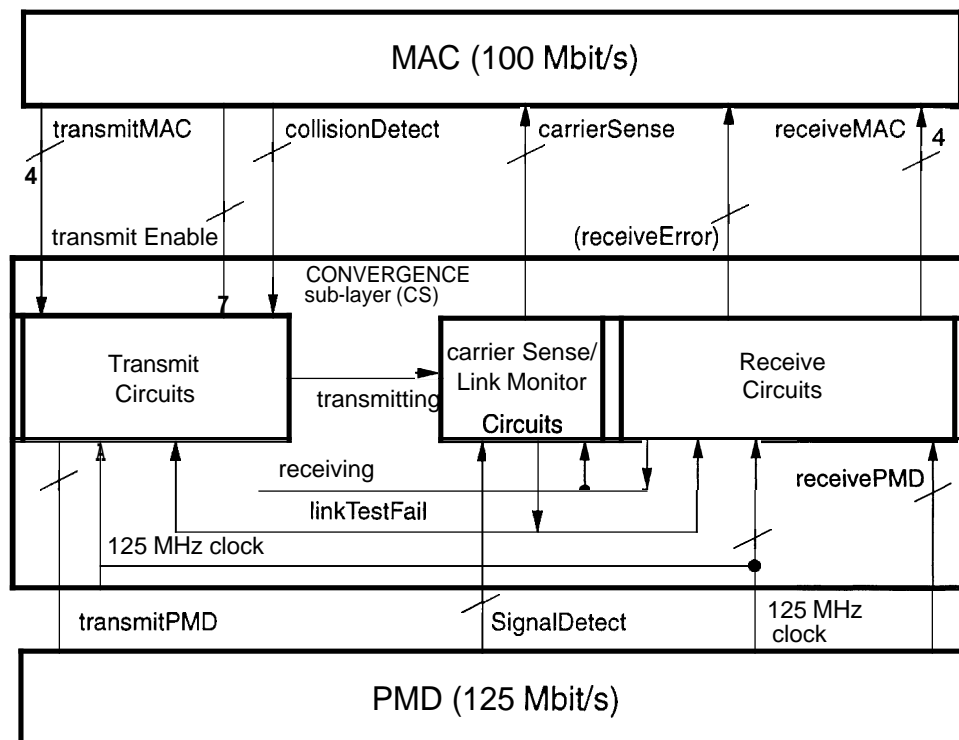 MAC (100 Mbit/s)
transmitMAC
collisionDetect
carrierSense
receiveMAC
4
4
transmit Enable
(receiveError)
CONVERGENCE
sub-layer (CS)
7
Transmit
Circuits
transmitting
carrier Sense/
Link Monitor
Circuits
Receive
Circuits
receiving
receivePMD
linkTestFail
125 MHz clock
transmitPMD
SignalDetect
125 MHz
clock
PMD (125 Mbit/s)